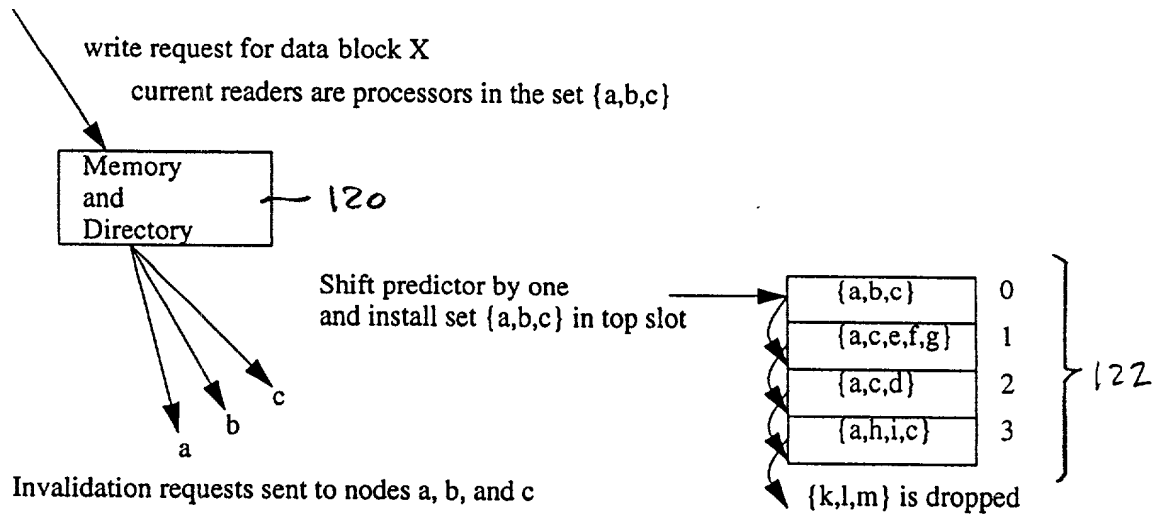 write request for data block X
current readers are processors in the set {a,b,c}
Memory
and
Directory
120
Shift predictor by one
and install set {a,b,c} in top slot
{a,b,c} 0
{a,c,e,f,g} 1
{a,c,d} 2
{a,h,i,c} 3
122
a
b
c
Invalidation requests sent to nodes a, b, and c
{k,l,m} is dropped